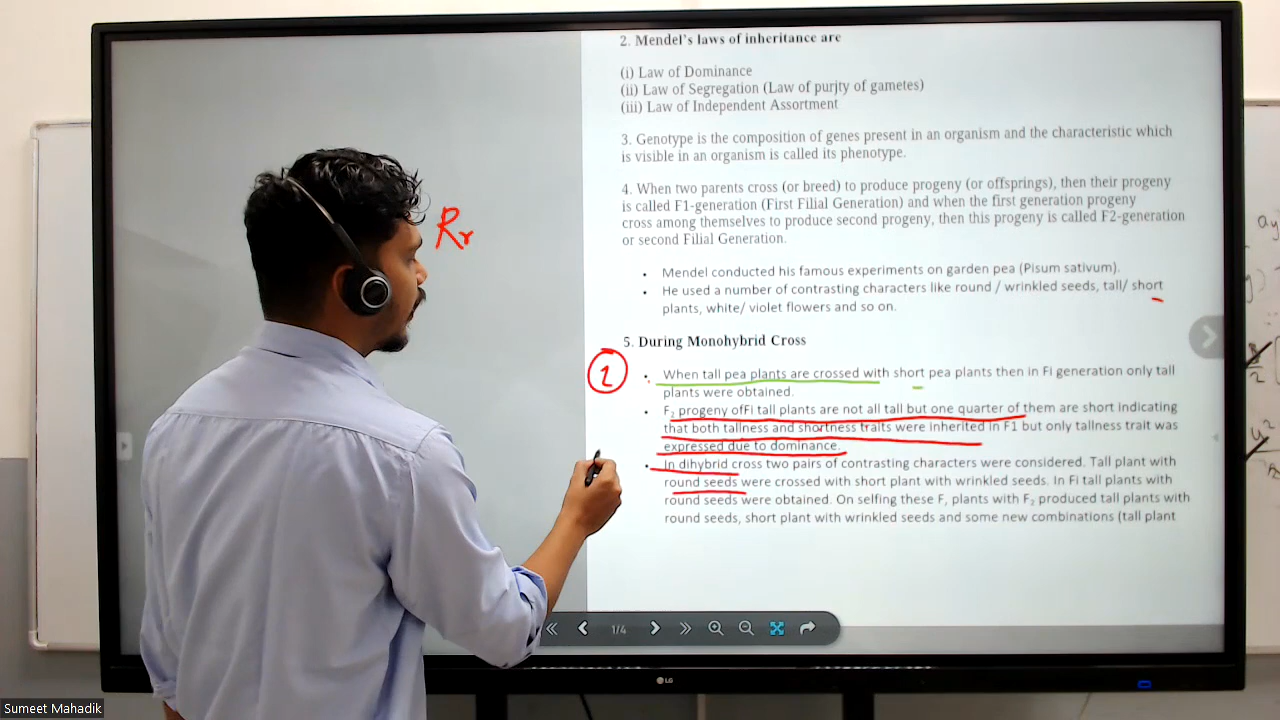 2. Mendel's laws of inheritance are
(i) Law of Dominance
(ii) Law of Segregation (Law of purjty of gametes)
(iii) Law of Independent Assortment
3. Genotype is the composition of genes present in an organism and the characteristic which
is visible in an organism is called its phenotype.
4. When two parents cross (or breed) to produce progeny (or offsprings), then their progeny
is called F1-generation (First Filial Generation) and when the first generation progeny
cross among themselves to produce second progeny, then this progeny is called F2-generation
or second Filial Generation.
• Mendel conducted his famous experiments on garden pea (Pisum sativum).
• He used a number of contrasting characters like round / wrinkled seeds, tall/ short
plants, white/ violet flowers and so on.
5. During Monohybrid Cross
• When tall pea plants are crossed with short pea plants then in Fi generation only tall
plants were obtained.
• F₂ progeny ofFi tall plants are not all tall but one quarter of them are short indicating
that both tallness and shortness traits were inherited in F1 but only tallness trait was
expressed due to dominance.
• In dihybrid cross two pairs of contrasting characters were considered. Tall plant with
round seeds were crossed with short plant with wrinkled seeds. In Fi tall plants with
round seeds were obtained. On selfing these F, plants with F₂ produced tall plants with
round seeds, short plant with wrinkled seeds and some new combinations (tall plant
Rr
1/4
LG
Sumeet Mahadik